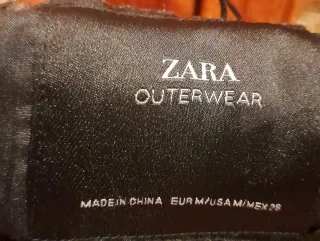 ZARA
OUTERWEAR
MADE IN CHINA EUR M/USA M/MEX 28